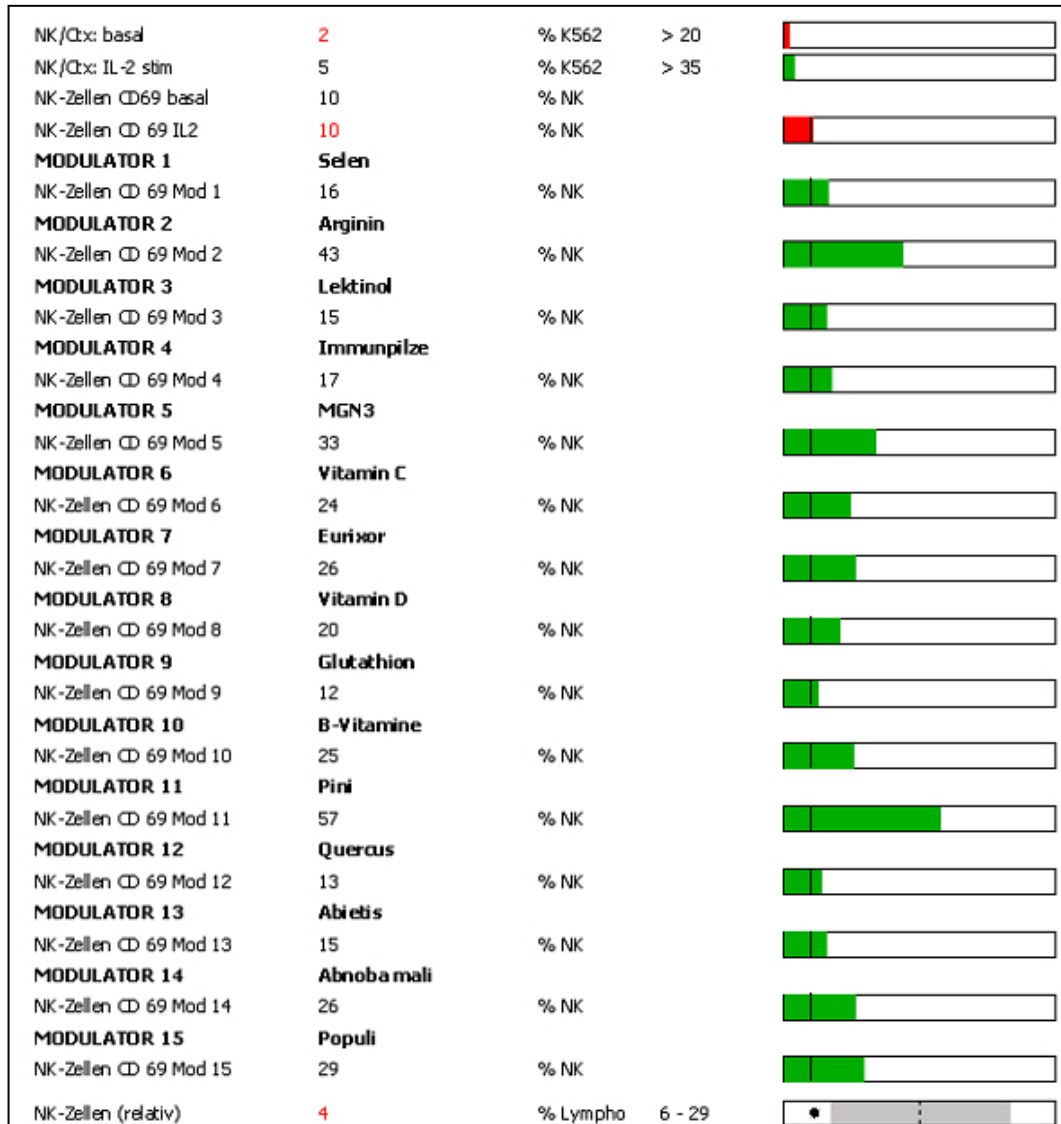 NK/Ctx: basal 2 % K562 > 20
NK/Ctx: IL-2 stim 5 % K562 > 35
NK-Zellen CD69 basal 10 % NK
NK-Zellen CD 69 IL2 10 % NK
MODULATOR 1 Selen
NK-Zellen CD 69 Mod 1 16 % NK
MODULATOR 2 Arginin
NK-Zellen CD 69 Mod 2 43 % NK
MODULATOR 3 Lektinol
NK-Zellen CD 69 Mod 3 15 % NK
MODULATOR 4 Immunpilze
NK-Zellen CD 69 Mod 4 17 % NK
MODULATOR 5 MGN3
NK-Zellen CD 69 Mod 5 33 % NK
MODULATOR 6 Vitamin C
NK-Zellen CD 69 Mod 6 24 % NK
MODULATOR 7 Eurixor
NK-Zellen CD 69 Mod 7 26 % NK
MODULATOR 8 Vitamin D
NK-Zellen CD 69 Mod 8 20 % NK
MODULATOR 9 Glutathion
NK-Zellen CD 69 Mod 9 12 % NK
MODULATOR 10 B-Vitamine
NK-Zellen CD 69 Mod 10 25 % NK
MODULATOR 11 Pini
NK-Zellen CD 69 Mod 11 57 % NK
MODULATOR 12 Quercus
NK-Zellen CD 69 Mod 12 13 % NK
MODULATOR 13 Abietis
NK-Zellen CD 69 Mod 13 15 % NK
MODULATOR 14 Abnoba mali
NK-Zellen CD 69 Mod 14 26 % NK
MODULATOR 15 Populi
NK-Zellen CD 69 Mod 15 29 % NK
NK-Zellen (relativ) 4 % Lympho 6 - 29